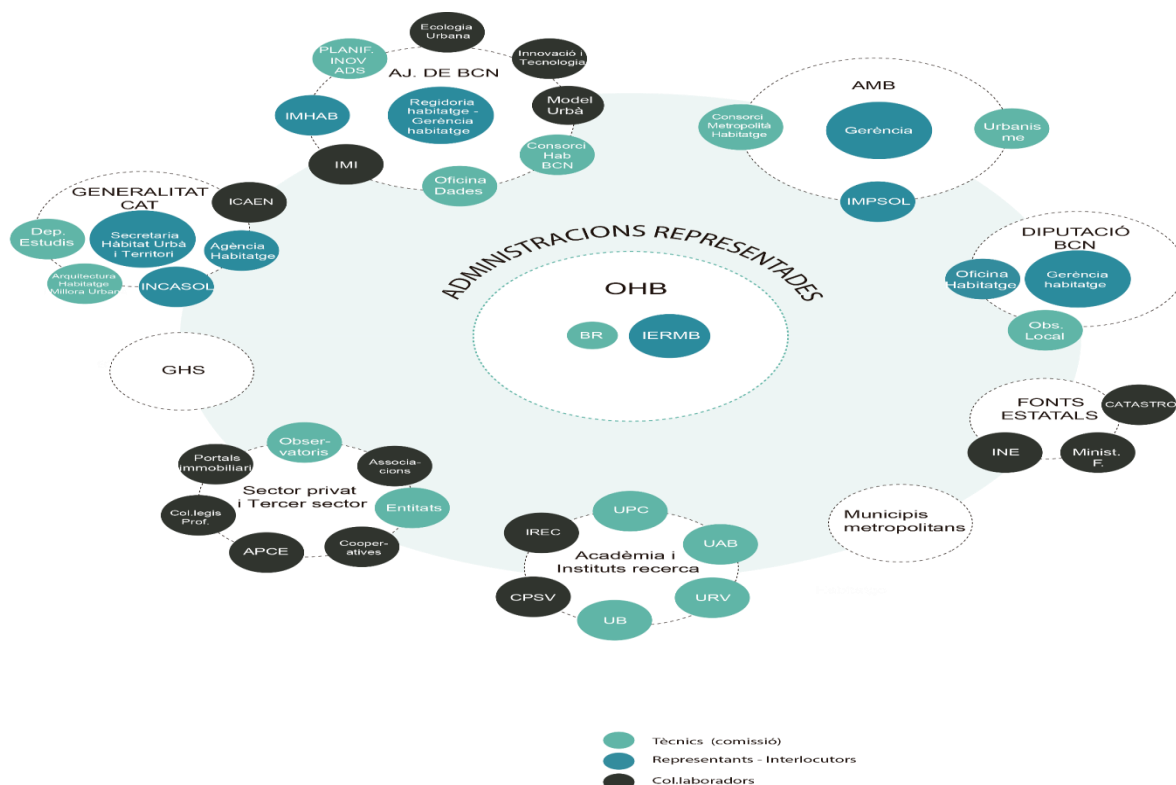 Ecologia
Urbana
PLANIF.
INOV
ADS
Innovació i
Tecnologia
AJ. DE BCN
Regidoria
habitatge -
Gerència
habitatge
IMHAB
Model
Urbà
IMI
Consorci
Hab
BCN
Oficina
Dades
AMB
Consorci
Metropolità
Habitatge
Gerència
Urbanis
me
IMPSOL
GENERALITAT
CAT
ICAEN
Dep.
Estudis
Secretaria
Hàbitat Urbà
i Territori
Agència
Habitatge
Arquitectura
Habitatge
Millora Urban
INCASOL
DIPUTACIÓ
BCN
Oficina
Habitatge
Gerència
habitatge
Obs.
Local
ADMINISTRACIONS REPRESENTADES
OHB
BR
IERMB
GHS
FONTS
ESTATALS
CATASTRO
INE
Minist.
F.
Obser-
vatoris
Portals
immobiliari
Associa-
cions
Sector privat
i Tercer sector
Col.legis
Prof.
Entitats
APCE
Cooper-
atives
Municipis
metropolitans
UPC
IREC
UAB
Acadèmia i
Instituts recerca
CPSV
URV
UB
Tècnics (comissió)
Representants - Interlocutors
Col.laboradors